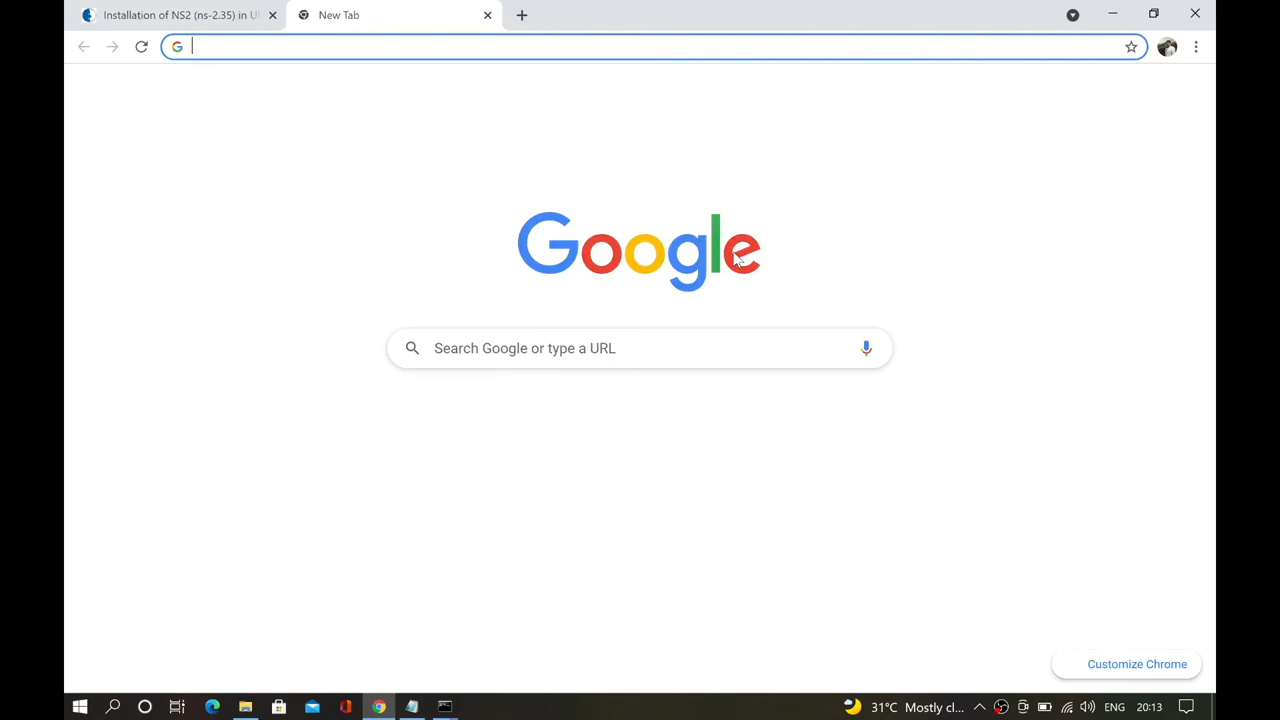 Installation of NS2 (ns-2.35) in U
New Tab
Google
Search Google or type a URL
Customize Chrome
31°C Mostly cl... ENG 20:13